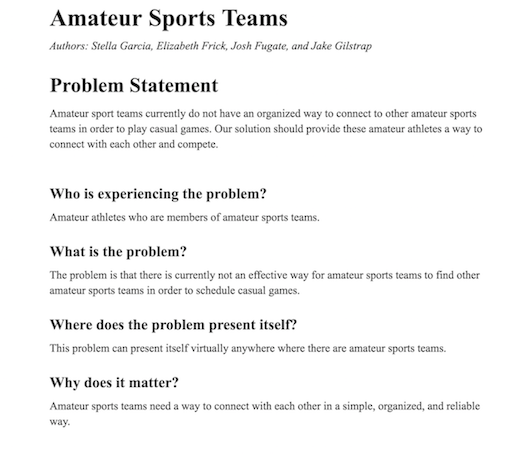 Amateur Sports Teams
Authors: Stella Garcia, Elizabeth Frick, Josh Fugate, and Jake Gilstrap
Problem Statement
Amateur sport teams currently do not have an organized way to connect to other amateur sports
teams in order to play casual games. Our solution should provide these amateur athletes a way to
connect with each other and compete.
Who is experiencing the problem?
Amateur athletes who are members of amateur sports teams.
What is the problem?
The problem is that there is currently not an effective way for amateur sports teams to find other
amateur sports teams in order to schedule casual games.
Where does the problem present itself?
This problem can present itself virtually anywhere where there are amateur sports teams.
Why does it matter?
Amateur sports teams need a way to connect with each other in a simple, organized, and reliable
way.